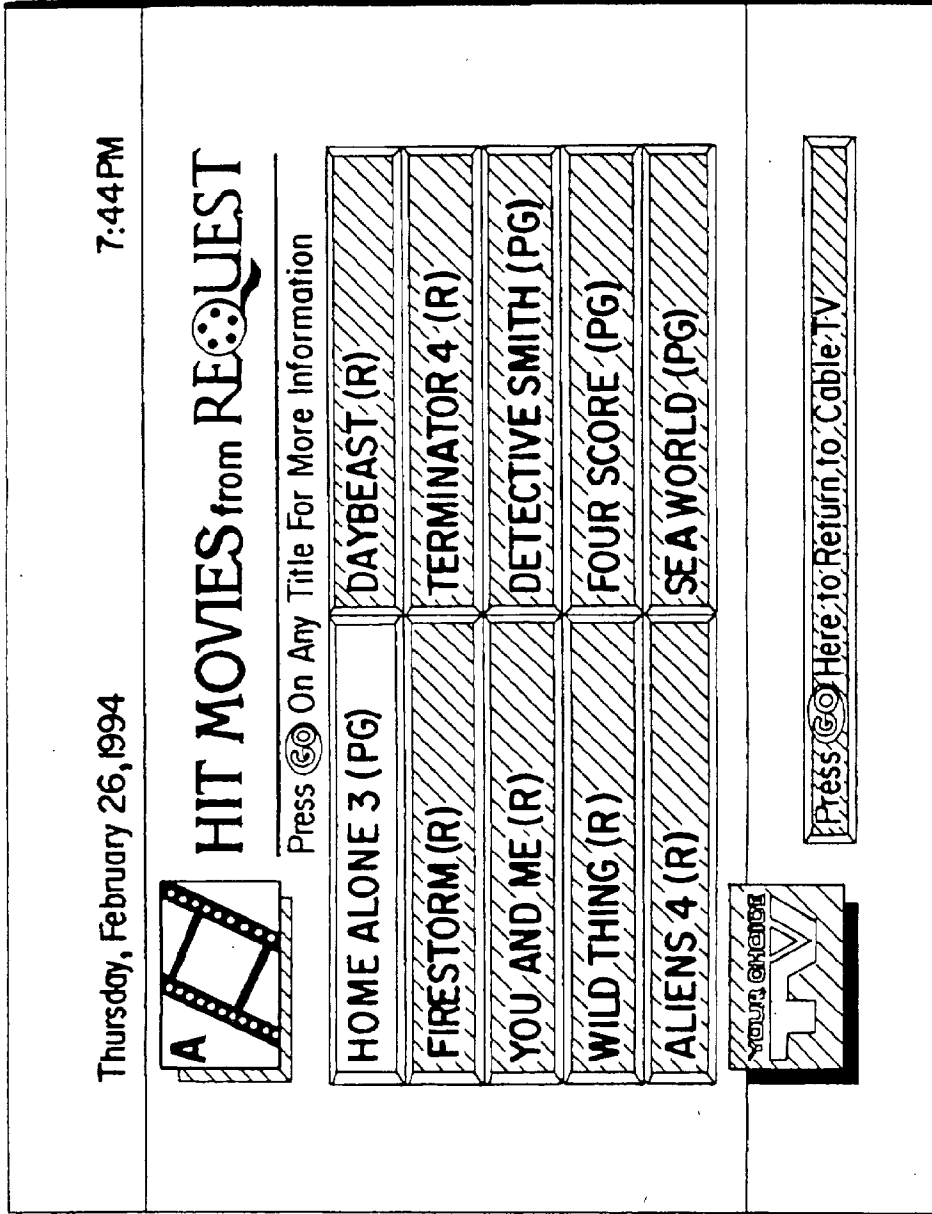 Thursday, February 26, 1994 7:44 PM
A
HIT MOVIES from REQUEST
Press GO On Any Title For More Information
HOME ALONE 3 (PG) DAYBEAST (R)
FIRESTORM (R) TERMINATOR 4 (R)
YOU AND ME (R) DETECTIVE SMITH (PG)
WILD THING (R) FOUR SCORE (PG)
ALIENS 4 (R) SEA WORLD (PG)
YOUR CHOICE
TV
Press GO Here to Return to Cable TV